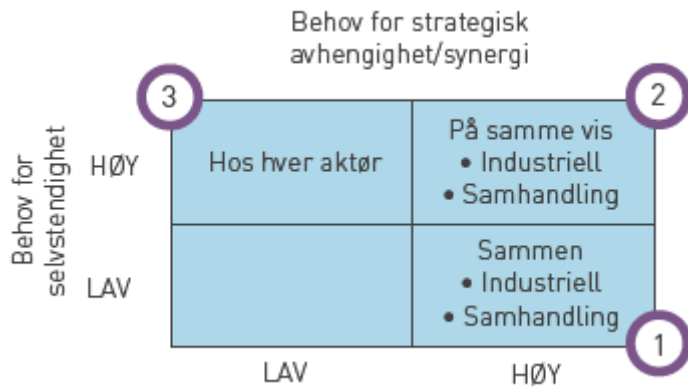 Behov for strategisk
avhengighet/synergi
3
2
Behov for
selvstendighet
HØY
Hos hver aktør
På samme vis
• Industriell
• Samhandling
LAV
Sammen
• Industriell
• Samhandling
1
LAV
HØY